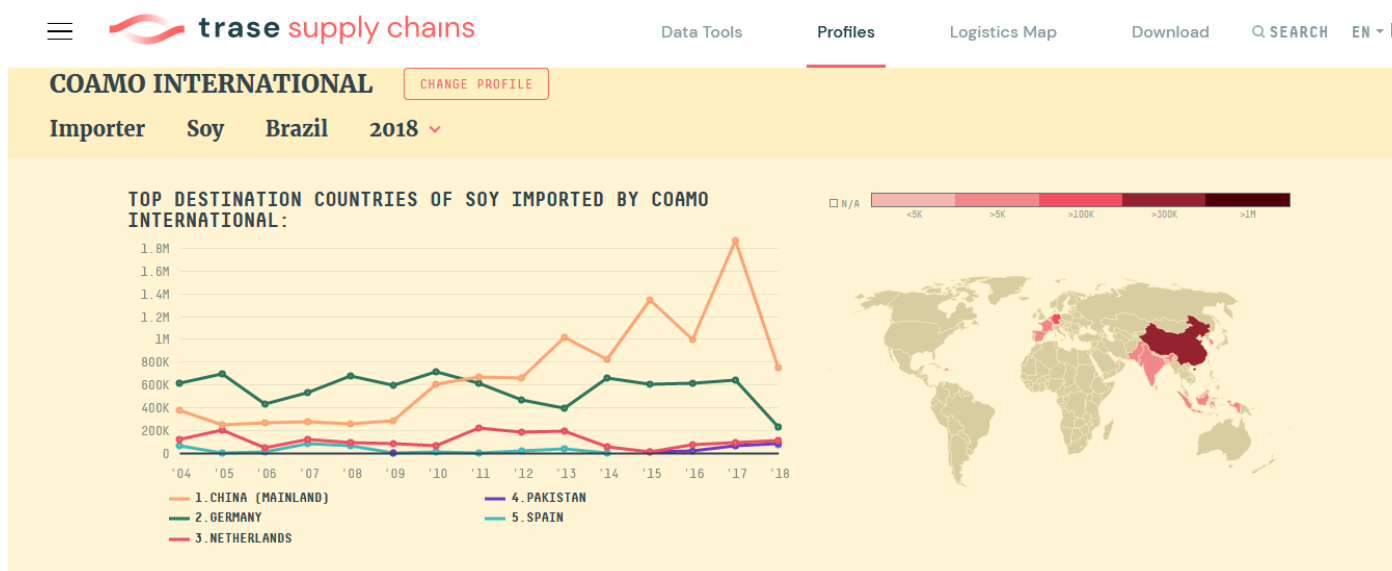 trase supply chains
Data Tools
Profiles
Logistics Map
Download
SEARCH
EN
COAMO INTERNATIONAL
CHANGE PROFILE
Importer Soy Brazil 2018
TOP DESTINATION COUNTRIES OF SOY IMPORTED BY COAMO
INTERNATIONAL:
1.8M
1.6M
1.4M
1.2M
1M
800K
600K
400K
200K
0
'04 '05 '06 '07 '08 '09 '10 '11 '12 '13 '14 '15 '16 '17 '18
1.CHINA (MAINLAND)
2.GERMANY
3.NETHERLANDS
4.PAKISTAN
5.SPAIN
N/A
<5K >5K >100K >300K >1M